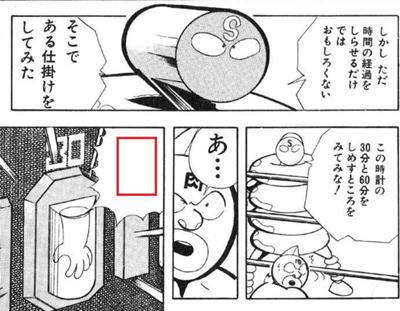 しかし ただ
時間の経過を
しらせるだけ
では
おもしろくない
そこで
ある仕掛けを
してみた
S
この時計の
30分と60分を
しめすところを
みてみな!
S
あ…